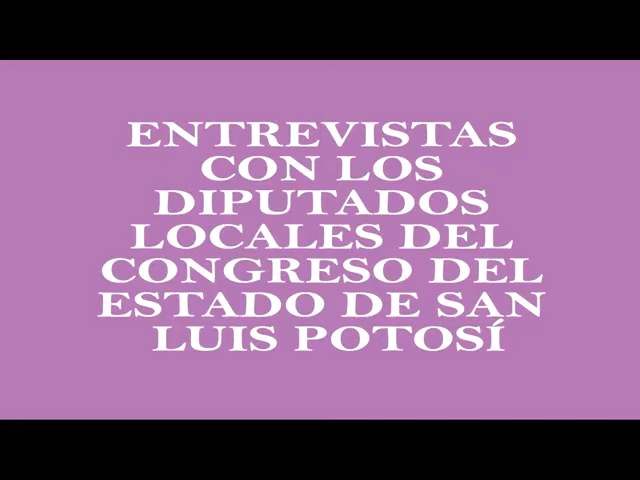 ENTREVISTAS
CON LOS
DIPUTADOS
LOCALES DEL
CONGRESO DEL
ESTADO DE SAN
LUIS POTOSÍ